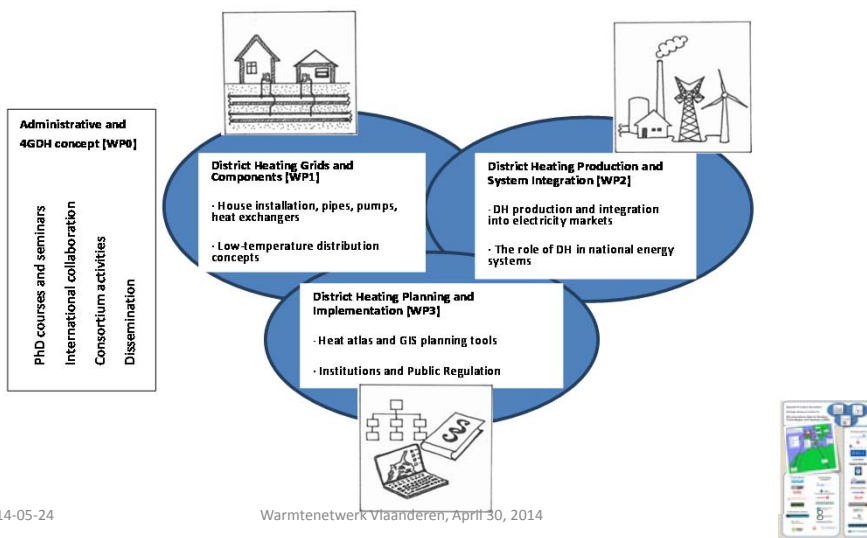 Administrative and
4GDH concept [WP0]
PhD courses and seminars
International collaboration
Consortium activities
Dissemination
District Heating Grids and
Components [WP1]
· House installation, pipes, pumps,
heat exchangers
· Low-temperature distribution
concepts
District Heating Production and
System Integration [WP2]
· DH production and integration
into electricity markets
· The role of DH in national energy
systems
District Heating Planning and
Implementation [WP3]
· Heat atlas and GIS planning tools
· Institutions and Public Regulation
14-05-24
Warmtenetwerk Vlaanderen, April 30, 2014